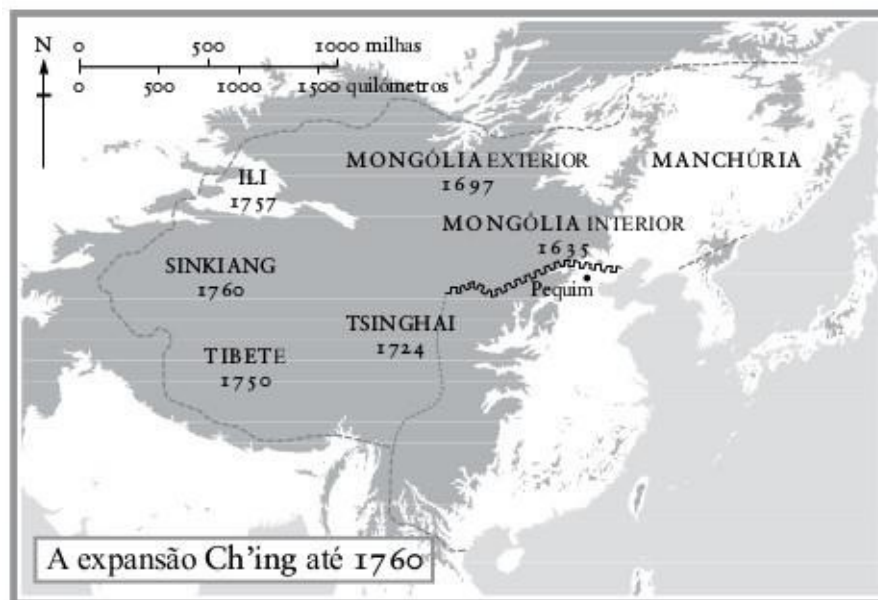 N
0 500 1000 milhas
0 500 1000 1500 quilômetros
MONGÓLIA EXTERIOR
1697
MANCHÚRIA
ILI
1757
MONGÓLIA INTERIOR
1635
SINKIANG
1760
Pequim
TSINGHAI
1724
TIBETE
1750
A expansão Ch'ing até 1760